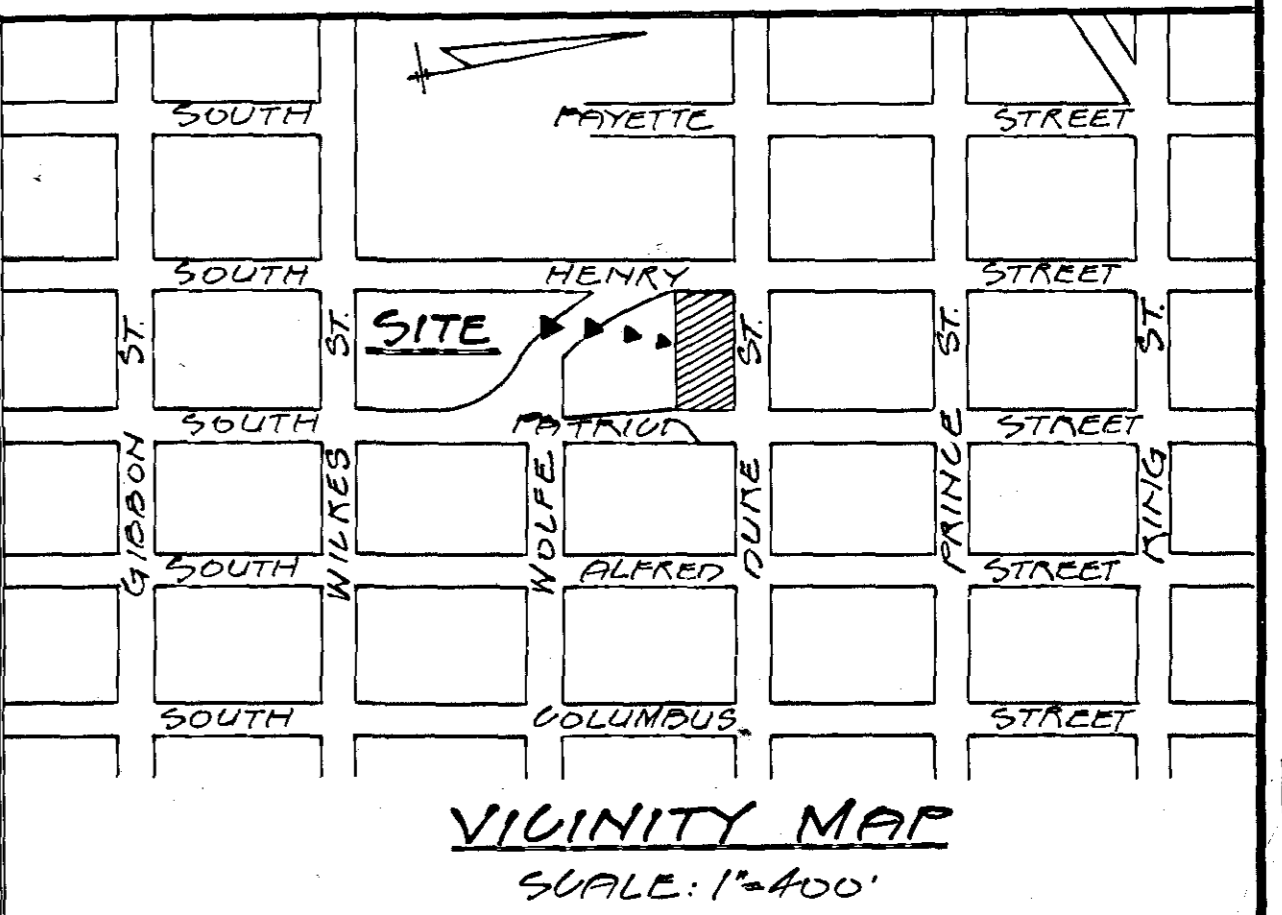 SOUTH FAYETTE STREET
SOUTH HENRY STREET
ST. ST. SITE ST. ST. ST.
SOUTH PATRICK STREET
GIBBON WILKES WOLFE DUKE PRINCE KING
SOUTH ALFRED STREET
SOUTH COLUMBUS STREET
VICINITY MAP
SCALE: 1"=400'